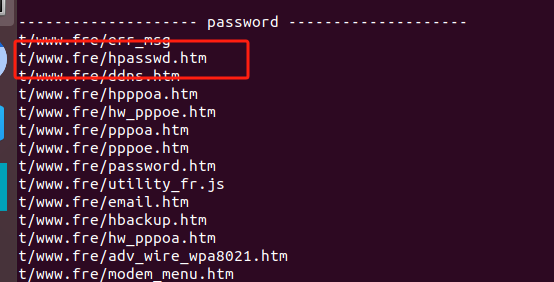 -------------------- password --------------------
t/www.fre/err_msg
t/www.fre/hpasswd.htm
t/www.fre/ddns.htm
t/www.fre/hpppoa.htm
t/www.fre/hw_pppoe.htm
t/www.fre/pppoa.htm
t/www.fre/pppoe.htm
t/www.fre/password.htm
t/www.fre/utility_fr.js
t/www.fre/email.htm
t/www.fre/hbackup.htm
t/www.fre/hw_pppoa.htm
t/www.fre/adv_wire_wpa8021.htm
t/www.fre/modem_menu.htm